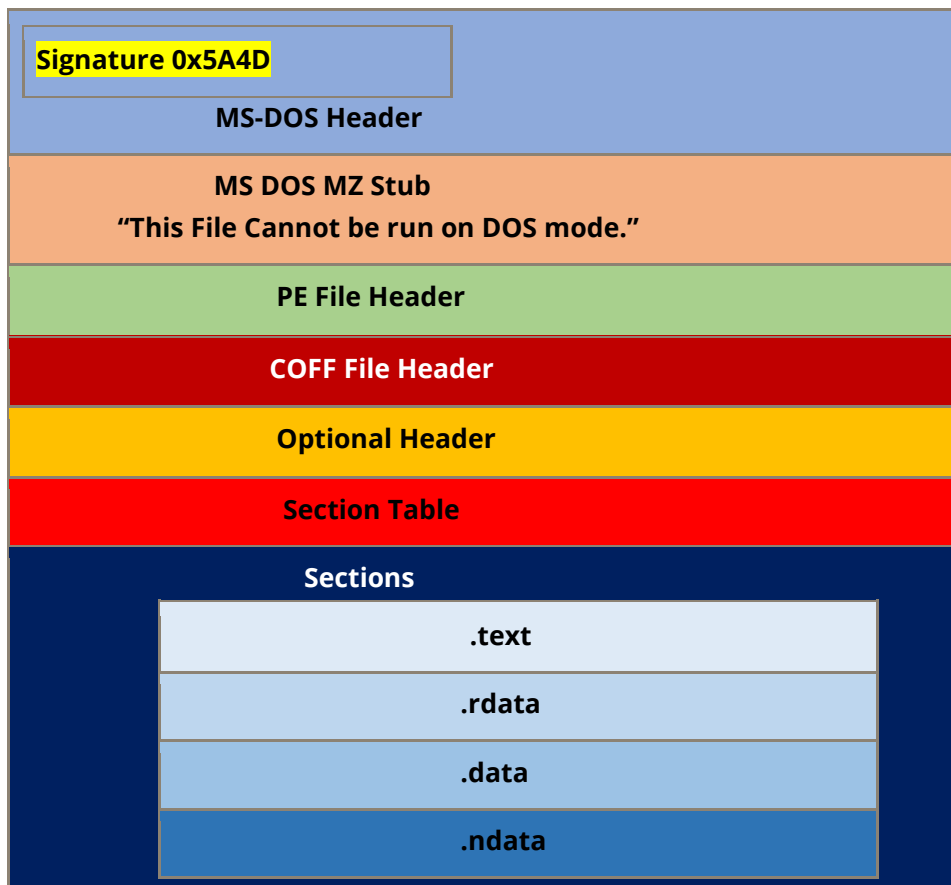 Signature 0x5A4D
MS-DOS Header
MS DOS MZ Stub
“This File Cannot be run on DOS mode.”
PE File Header
COFF File Header
Optional Header
Section Table
Sections
.text
.rdata
.data
.ndata